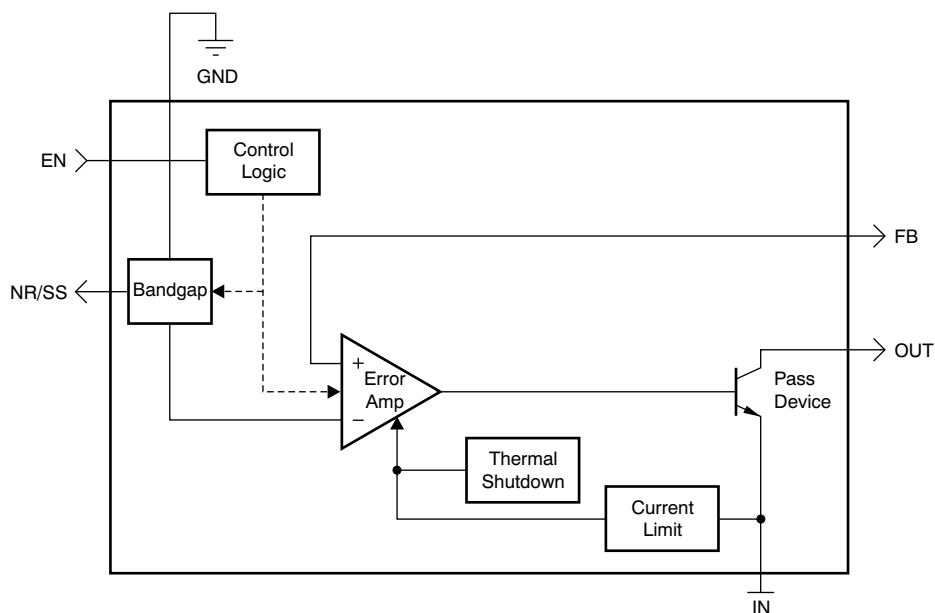 GND
EN
Control
Logic
FB
NR/SS
Bandgap
OUT
+
Error
Amp
−
Pass
Device
Thermal
Shutdown
Current
Limit
IN